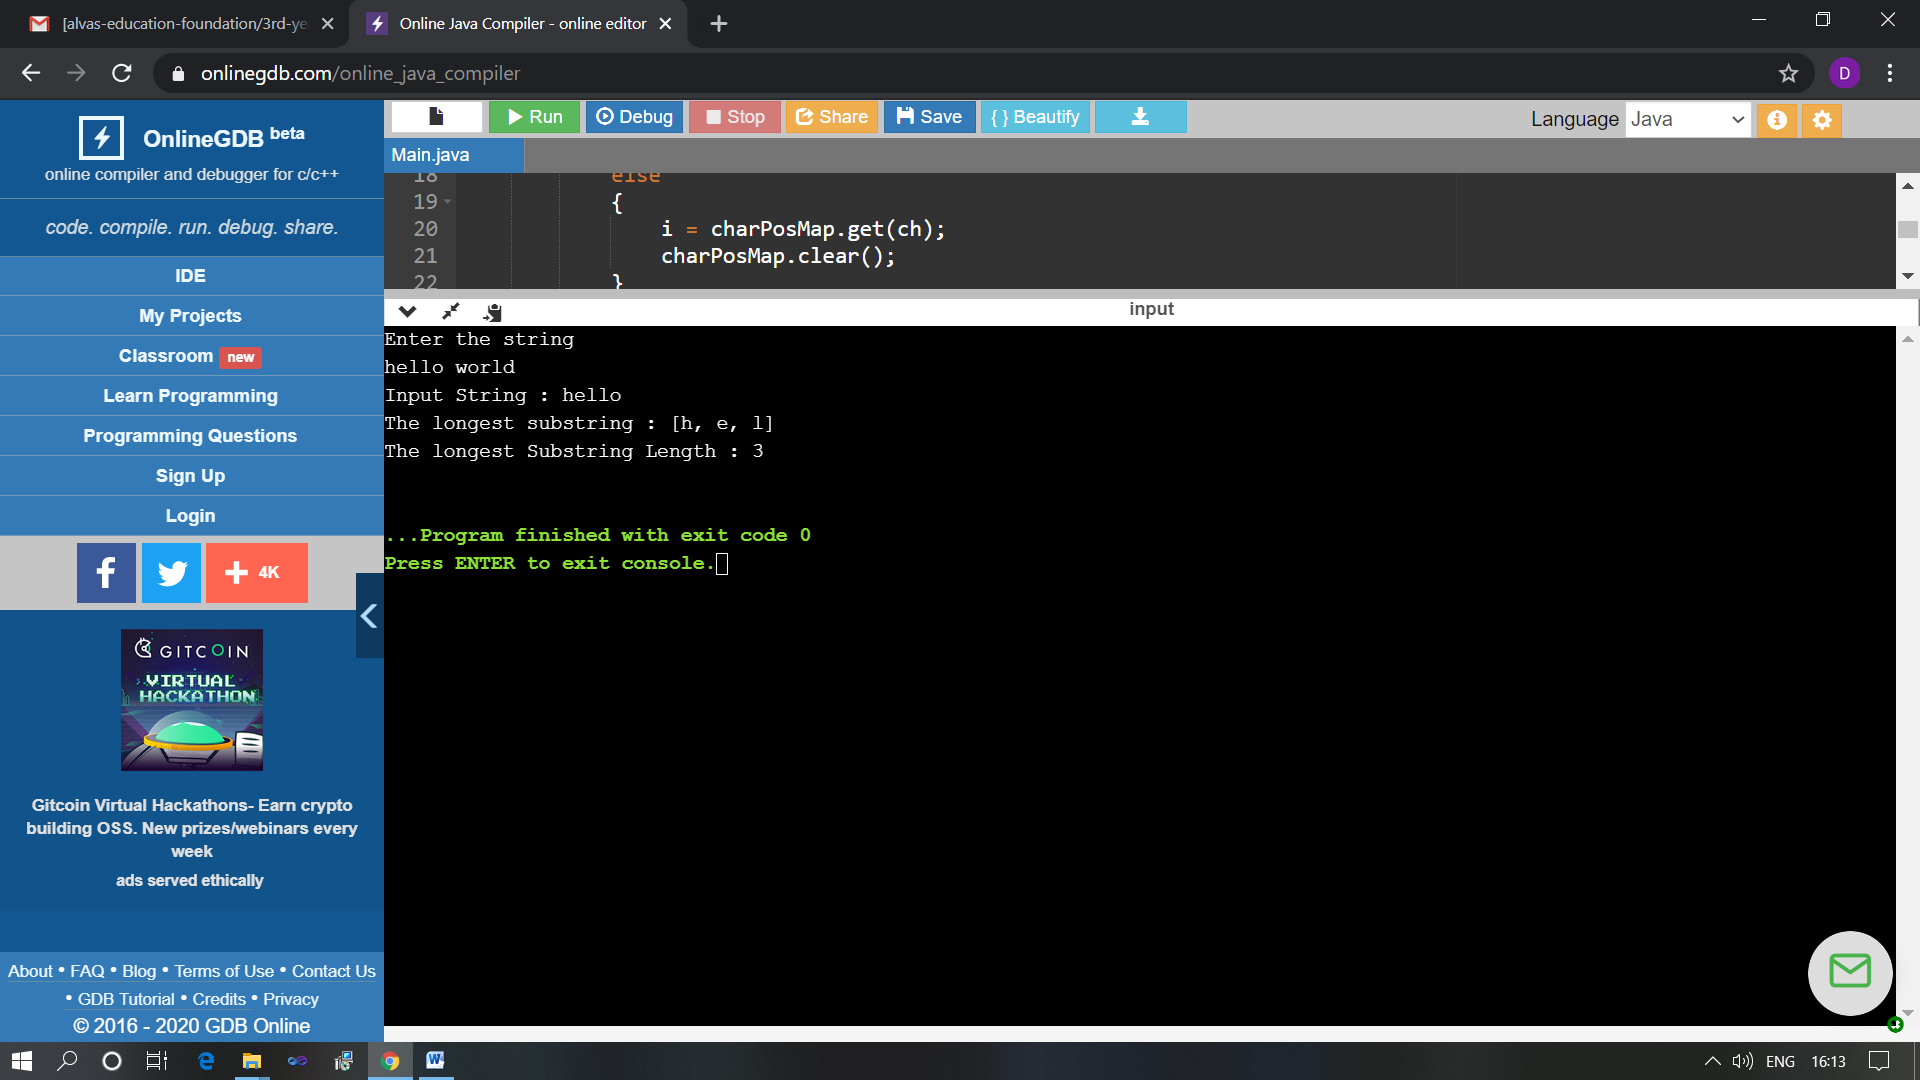 [alvas-education-foundation/3rd-ye
Online Java Compiler - online editor
onlinegdb.com/online_java_compiler
D
OnlineGDB beta
online compiler and debugger for c/c++
code. compile. run. debug. share.
IDE
My Projects
Classroom new
Learn Programming
Programming Questions
Sign Up
Login
4K
GITCOIN
VIRTUAL
HACKATHON
Gitcoin Virtual Hackathons- Earn crypto
building OSS. New prizes/webinars every
week
ads served ethically
About • FAQ • Blog • Terms of Use • Contact Us
• GDB Tutorial • Credits • Privacy
© 2016 - 2020 GDB Online
Run Debug Stop Share Save { } Beautify
Language Java
Main.java
18 else
19 {
20 i = charPosMap.get(ch);
21 charPosMap.clear();
22 }
input
Enter the string
hello world
Input String : hello
The longest substring : [h, e, l]
The longest Substring Length : 3
...Program finished with exit code 0
Press ENTER to exit console.
ENG 16:13